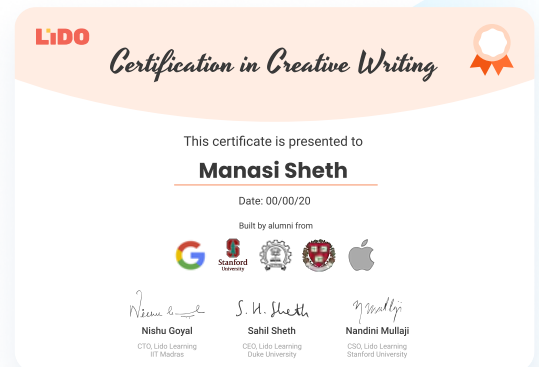 LiDO
Certification in Creative Writing
This certificate is presented to
Manasi Sheth
Date: 00/00/20
Built by alumni from
Stanford
University
S. H. Sheth
Nishu Goyal
Sahil Sheth
Nandini Mullaji
CTO, Lido Learning
IIT Madras
CEO, Lido Learning
Duke University
CSO, Lido Learning
Stanford University